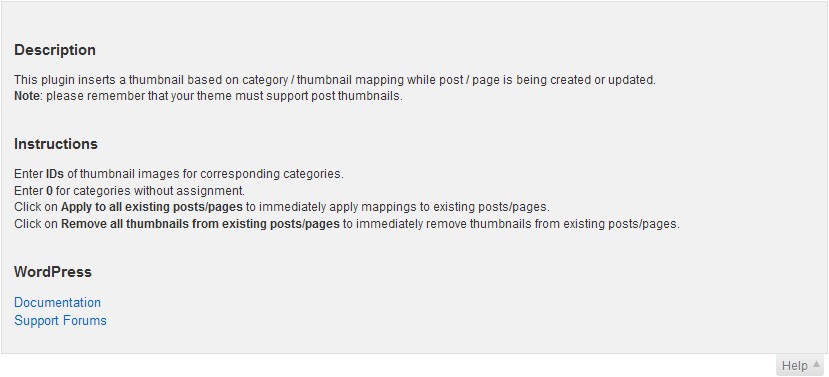 Description
This plugin inserts a thumbnail based on category / thumbnail mapping while post / page is being created or updated.
Note: please remember that your theme must support post thumbnails.
Instructions
Enter IDs of thumbnail images for corresponding categories.
Enter 0 for categories without assignment.
Click on Apply to all existing posts/pages to immediately apply mappings to existing posts/pages.
Click on Remove all thumbnails from existing posts/pages to immediately remove thumbnails from existing posts/pages.
WordPress
Documentation
Support Forums
Help